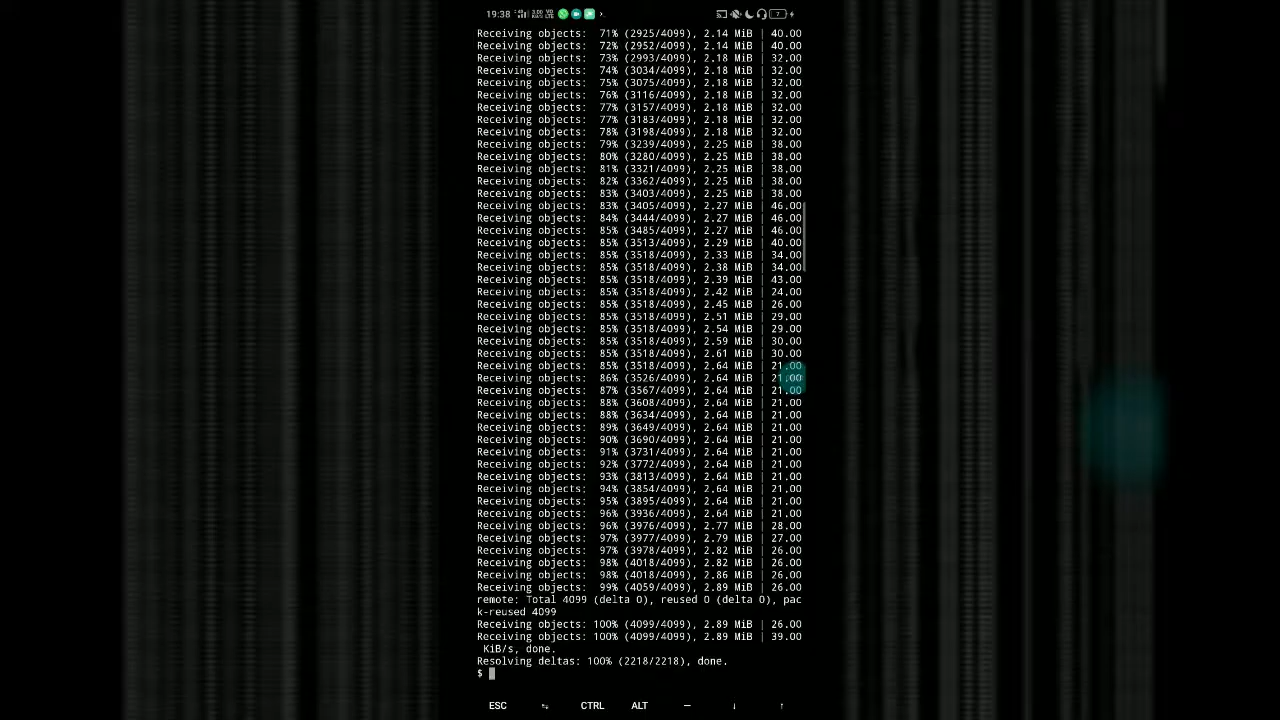 19:38
7
Receiving objects:  71% (2925/4099), 2.14 MiB | 40.00
Receiving objects:  72% (2952/4099), 2.14 MiB | 40.00
Receiving objects:  73% (2993/4099), 2.18 MiB | 32.00
Receiving objects:  74% (3034/4099), 2.18 MiB | 32.00
Receiving objects:  75% (3075/4099), 2.18 MiB | 32.00
Receiving objects:  76% (3116/4099), 2.18 MiB | 32.00
Receiving objects:  77% (3157/4099), 2.18 MiB | 32.00
Receiving objects:  77% (3183/4099), 2.18 MiB | 32.00
Receiving objects:  78% (3198/4099), 2.18 MiB | 32.00
Receiving objects:  79% (3239/4099), 2.25 MiB | 38.00
Receiving objects:  80% (3280/4099), 2.25 MiB | 38.00
Receiving objects:  81% (3321/4099), 2.25 MiB | 38.00
Receiving objects:  82% (3362/4099), 2.25 MiB | 38.00
Receiving objects:  83% (3403/4099), 2.25 MiB | 38.00
Receiving objects:  83% (3405/4099), 2.27 MiB | 46.00
Receiving objects:  84% (3444/4099), 2.27 MiB | 46.00
Receiving objects:  85% (3485/4099), 2.27 MiB | 46.00
Receiving objects:  85% (3513/4099), 2.29 MiB | 40.00
Receiving objects:  85% (3518/4099), 2.33 MiB | 34.00
Receiving objects:  85% (3518/4099), 2.38 MiB | 34.00
Receiving objects:  85% (3518/4099), 2.39 MiB | 43.00
Receiving objects:  85% (3518/4099), 2.42 MiB | 24.00
Receiving objects:  85% (3518/4099), 2.45 MiB | 26.00
Receiving objects:  85% (3518/4099), 2.51 MiB | 29.00
Receiving objects:  85% (3518/4099), 2.54 MiB | 29.00
Receiving objects:  85% (3518/4099), 2.59 MiB | 30.00
Receiving objects:  85% (3518/4099), 2.61 MiB | 30.00
Receiving objects:  85% (3518/4099), 2.64 MiB | 21.00
Receiving objects:  86% (3526/4099), 2.64 MiB | 21.00
Receiving objects:  87% (3567/4099), 2.64 MiB | 21.00
Receiving objects:  88% (3608/4099), 2.64 MiB | 21.00
Receiving objects:  88% (3634/4099), 2.64 MiB | 21.00
Receiving objects:  89% (3649/4099), 2.64 MiB | 21.00
Receiving objects:  90% (3690/4099), 2.64 MiB | 21.00
Receiving objects:  91% (3731/4099), 2.64 MiB | 21.00
Receiving objects:  92% (3772/4099), 2.64 MiB | 21.00
Receiving objects:  93% (3813/4099), 2.64 MiB | 21.00
Receiving objects:  94% (3854/4099), 2.64 MiB | 21.00
Receiving objects:  95% (3895/4099), 2.64 MiB | 21.00
Receiving objects:  96% (3936/4099), 2.64 MiB | 21.00
Receiving objects:  96% (3976/4099), 2.77 MiB | 28.00
Receiving objects:  97% (3977/4099), 2.79 MiB | 27.00
Receiving objects:  97% (3978/4099), 2.82 MiB | 26.00
Receiving objects:  98% (4018/4099), 2.82 MiB | 26.00
Receiving objects:  98% (4018/4099), 2.86 MiB | 26.00
Receiving objects:  99% (4059/4099), 2.89 MiB | 26.00
remote: Total 4099 (delta 0), reused 0 (delta 0), pac
k-reused 4099
Receiving objects: 100% (4099/4099), 2.89 MiB | 26.00
Receiving objects: 100% (4099/4099), 2.89 MiB | 39.00
 KiB/s, done.
Resolving deltas: 100% (2218/2218), done.
$
ESC ↹ CTRL ALT — ↓ ↑